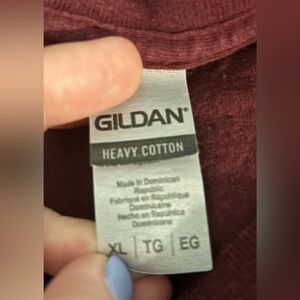 GILDAN®
HEAVY COTTON
Made in Dominican
Republic
Fabriqué en République
Dominicaine
Hecho en República
Dominicana
XL | TG | EG